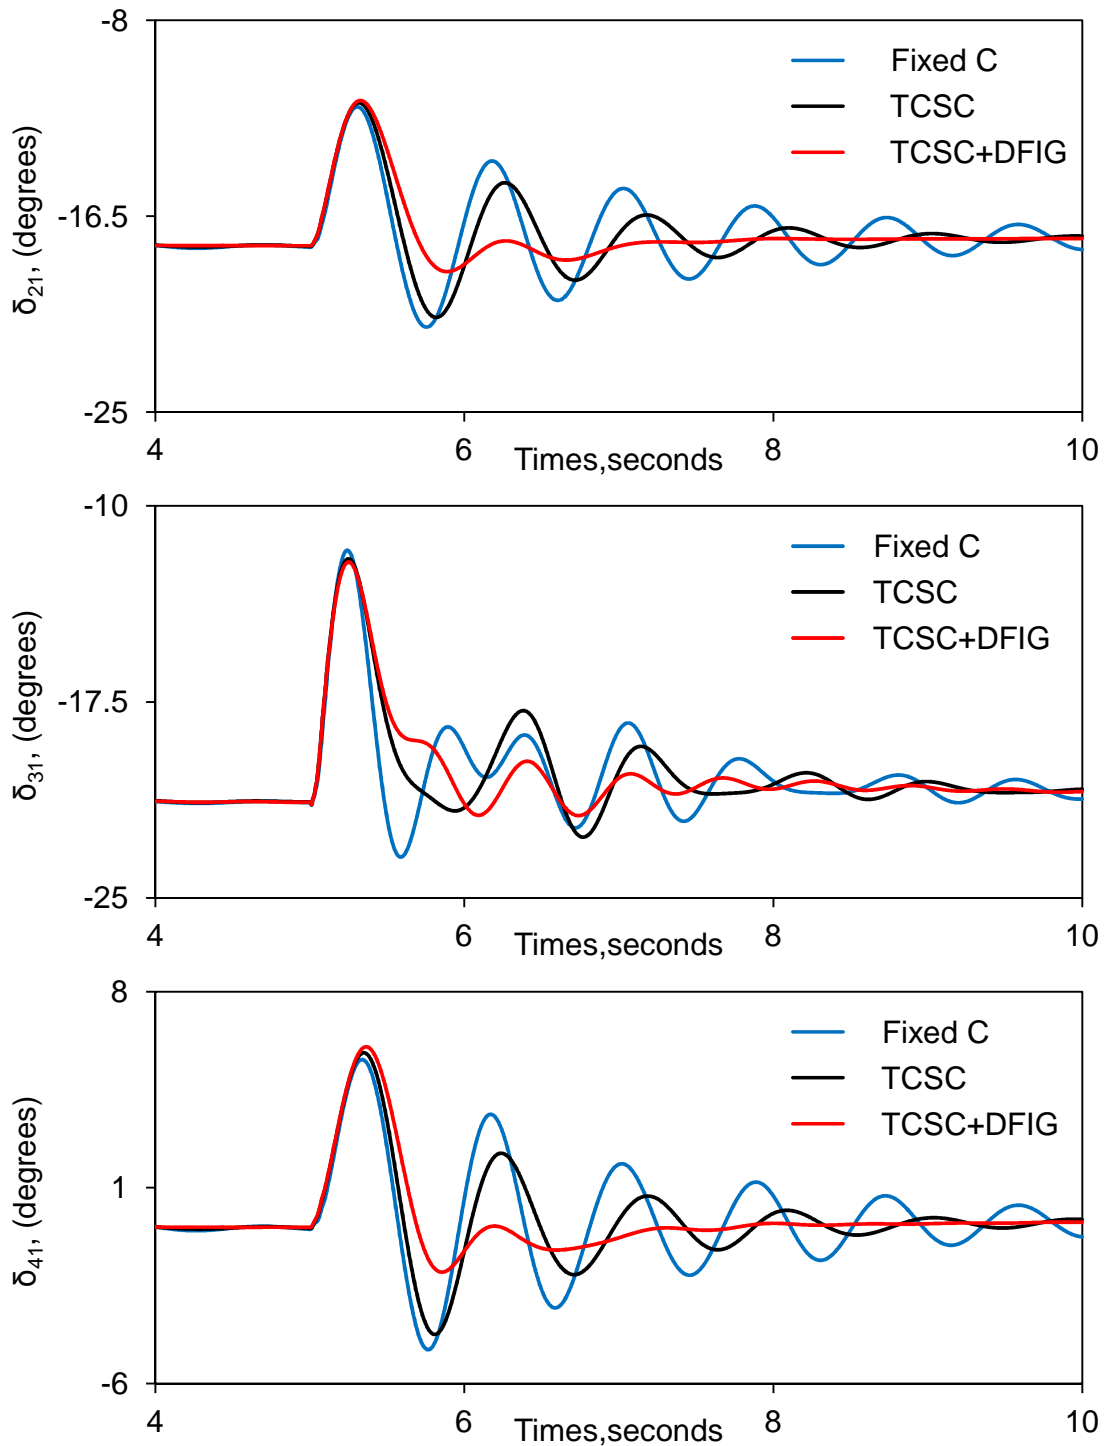 -8
Fixed C
TCSC
TCSC+DFIG
-16.5
-25
δ21, (degrees)
4
6
8
10
Times,seconds
-10
Fixed C
TCSC
TCSC+DFIG
-17.5
-25
δ31, (degrees)
4
6
8
10
Times,seconds
8
Fixed C
TCSC
TCSC+DFIG
1
-6
δ41, (degrees)
4
6
8
10
Times,seconds